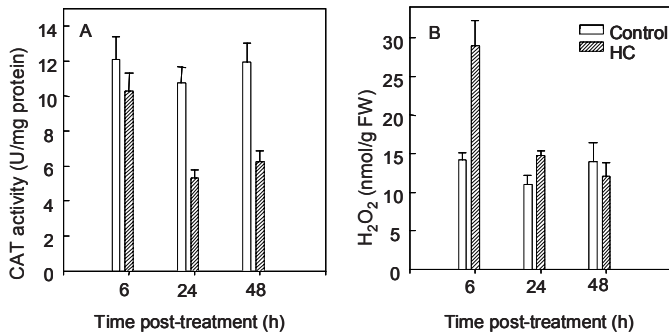 A
CAT activity (U/mg protein)
14
12
10
8
6
4
2
0
6
24
48
Time post-treatment (h)
B
Control
HC
H₂O₂ (nmol/g FW)
30
25
20
15
10
5
0
6
24
48
Time post-treatment (h)